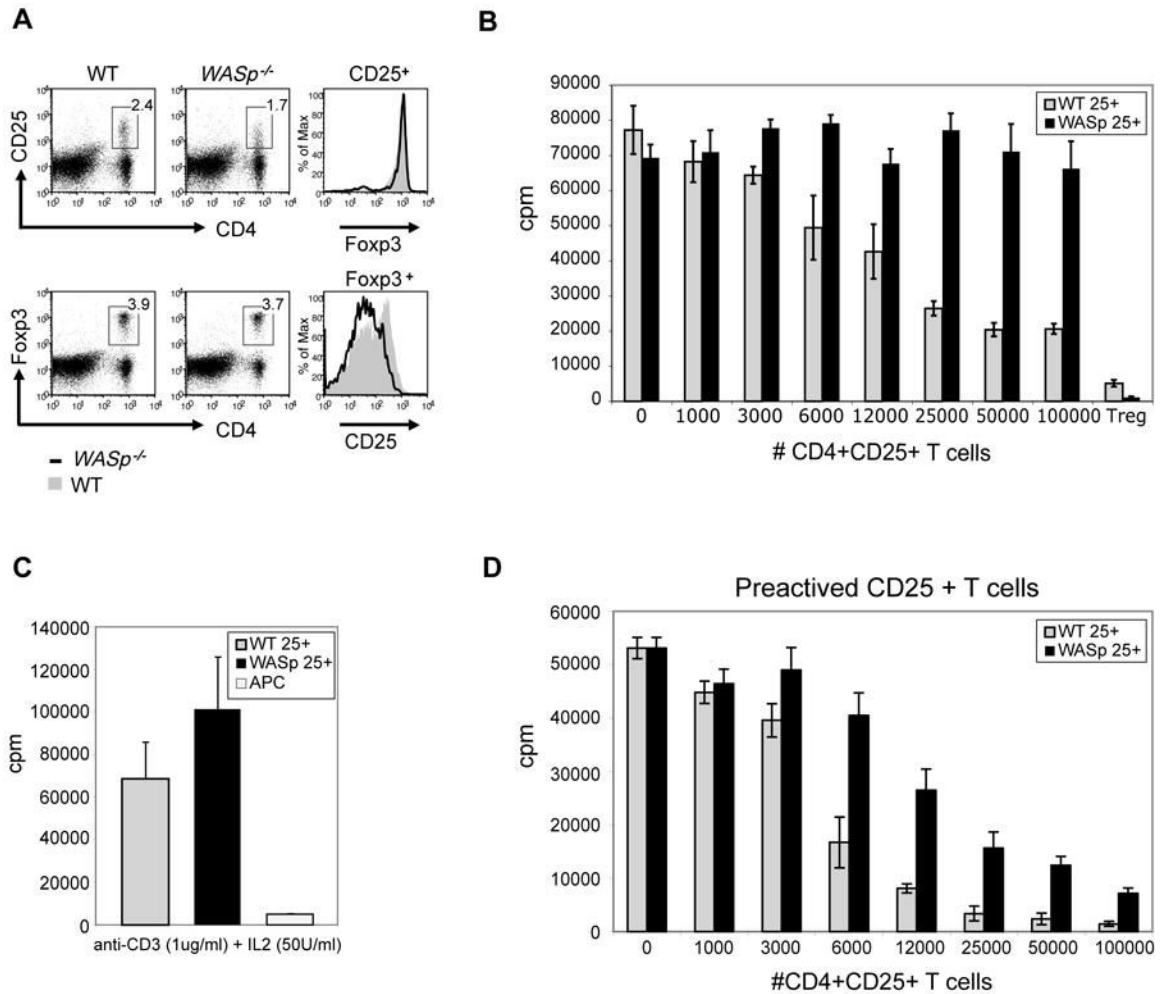 A
WT
WASp-/-
CD25+
CD25
2.4
1.7
% of Max
CD4
Foxp3
Foxp3+
Foxp3
3.9
3.7
% of Max
CD4
CD25
WASp-/-
WT
B
90000
80000
70000
60000
50000
40000
30000
20000
10000
0
cpm
WT 25+
WASp 25+
0 1000 3000 6000 12000 25000 50000 100000 Treg
# CD4+CD25+ T cells
C
140000
120000
100000
80000
60000
40000
20000
0
cpm
WT 25+
WASp 25+
APC
anti-CD3 (1ug/ml) + IL2 (50U/ml)
D
Preactived CD25 + T cells
60000
50000
40000
30000
20000
10000
0
cpm
WT 25+
WASp 25+
0 1000 3000 6000 12000 25000 50000 100000
#CD4+CD25+ T cells